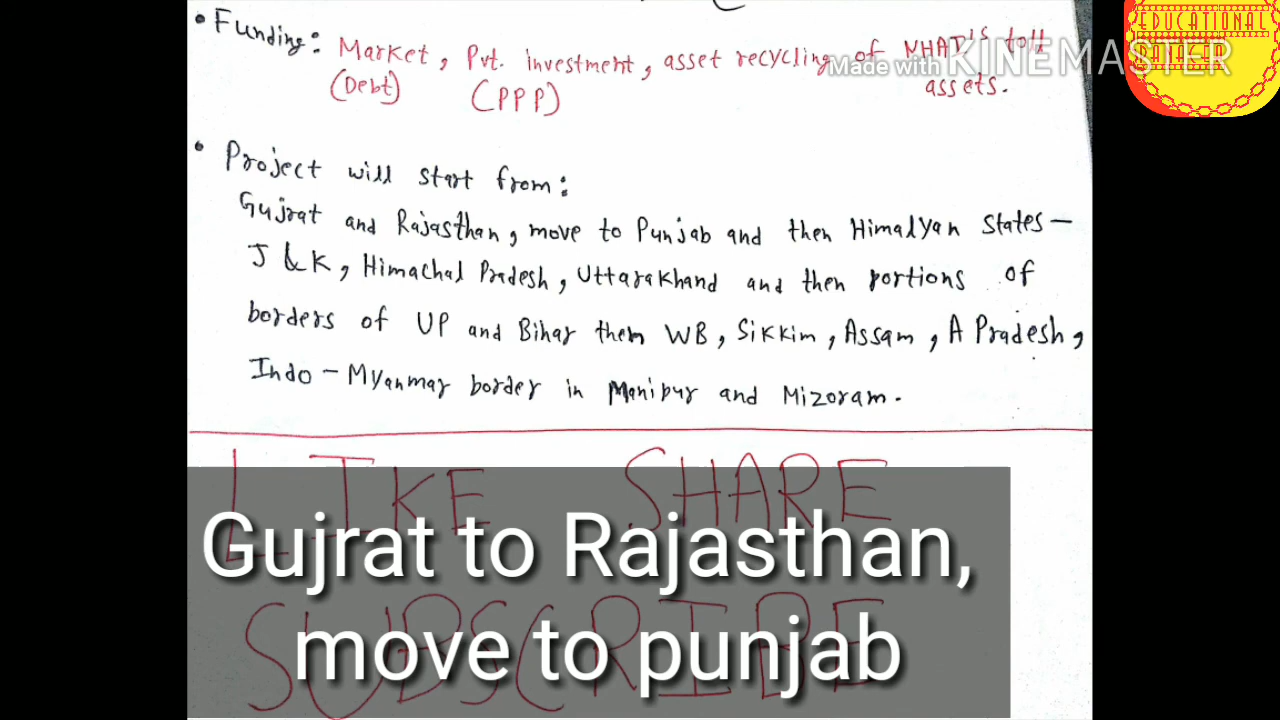 • Funding: Market, Pvt. investment, asset recycling of NHAI's toll
(Debt) (PPP) assets.
Made with KINEMASTER
EDUCATIONAL
• Project will start from:
Gujrat and Rajasthan, move to Punjab and then Himalyan states—
J & K, Himachal Pradesh, Uttarakhand and then portions of
borders of UP and Bihar then WB, Sikkim, Assam, A Pradesh,
Indo - Myanmar border in Manipur and Mizoram.
LIKE SHARE
SUBSCRIBE
Gujrat to Rajasthan,
move to punjab